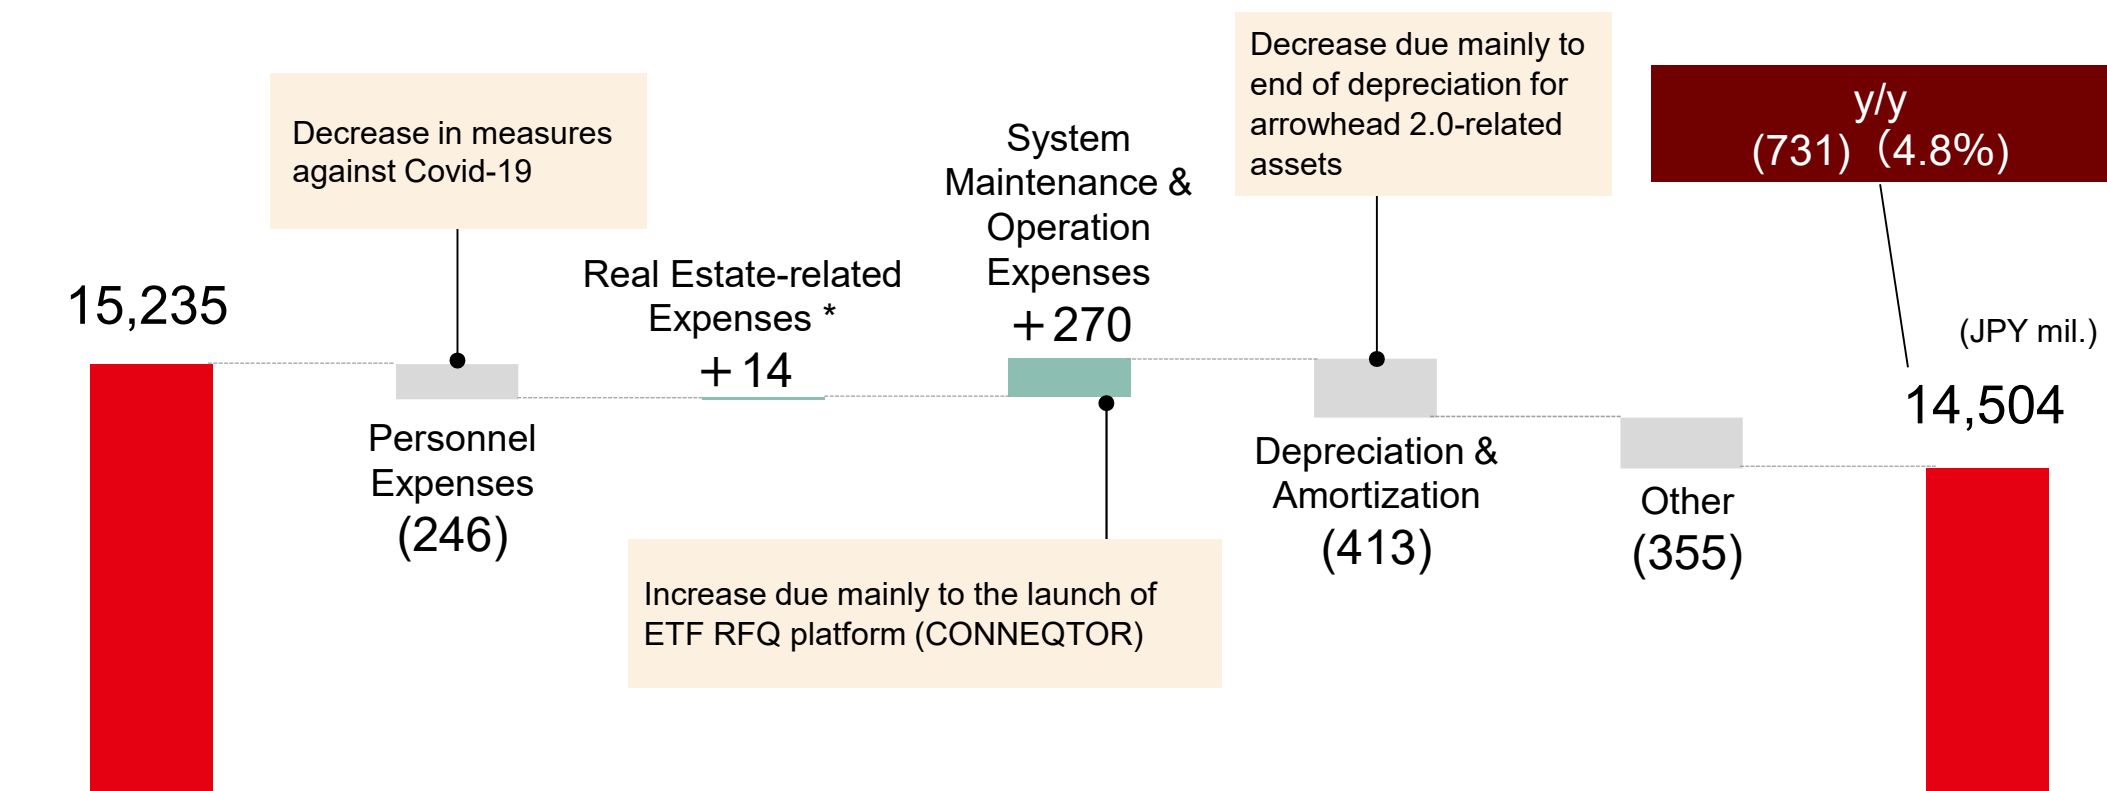 15,235
Decrease in measures
against Covid-19
Personnel
Expenses
(246)
Real Estate-related
Expenses *
＋14
System
Maintenance &
Operation
Expenses
＋270
Increase due mainly to the launch of
ETF RFQ platform (CONNEQTOR)
Decrease due mainly to
end of depreciation for
arrowhead 2.0-related
assets
Depreciation &
Amortization
(413)
Other
(355)
y/y
(731)（4.8%)
(JPY mil.)
14,504